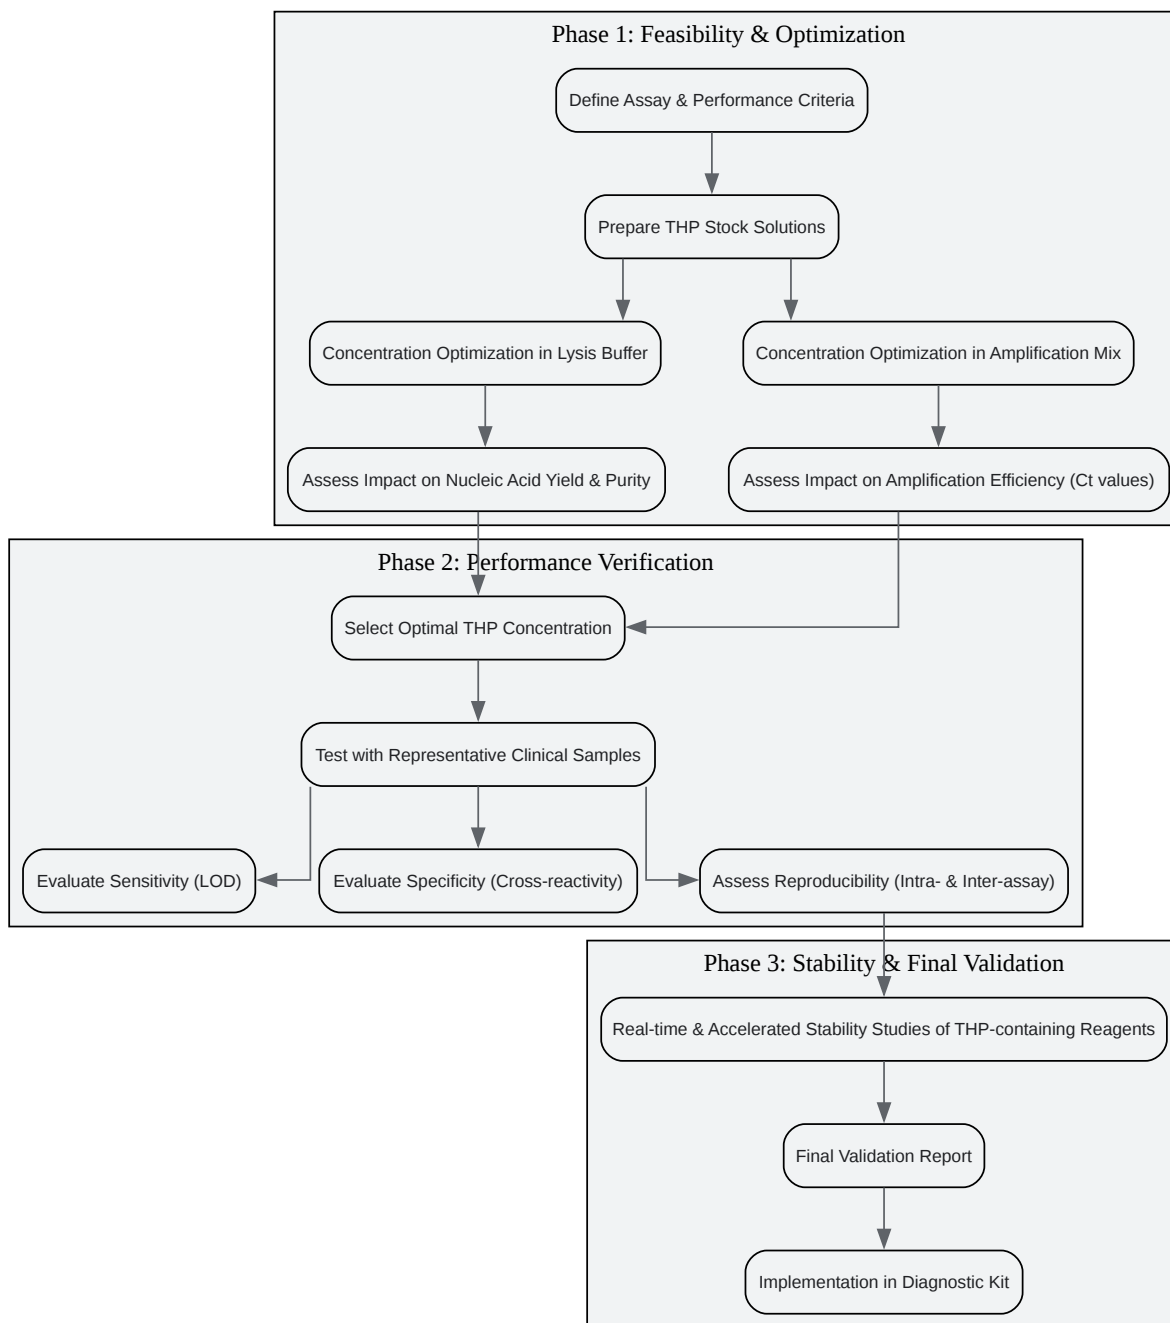 Phase 1: Feasibility & Optimization
Define Assay & Performance Criteria
Prepare THP Stock Solutions
Concentration Optimization in Lysis Buffer
Concentration Optimization in Amplification Mix
Assess Impact on Nucleic Acid Yield & Purity
Assess Impact on Amplification Efficiency (Ct values)
Phase 2: Performance Verification
Select Optimal THP Concentration
Test with Representative Clinical Samples
Evaluate Sensitivity (LOD)
Evaluate Specificity (Cross-reactivity)
Assess Reproducibility (Intra- & Inter-assay)
Phase 3: Stability & Final Validation
Real-time & Accelerated Stability Studies of THP-containing Reagents
Final Validation Report
Implementation in Diagnostic Kit